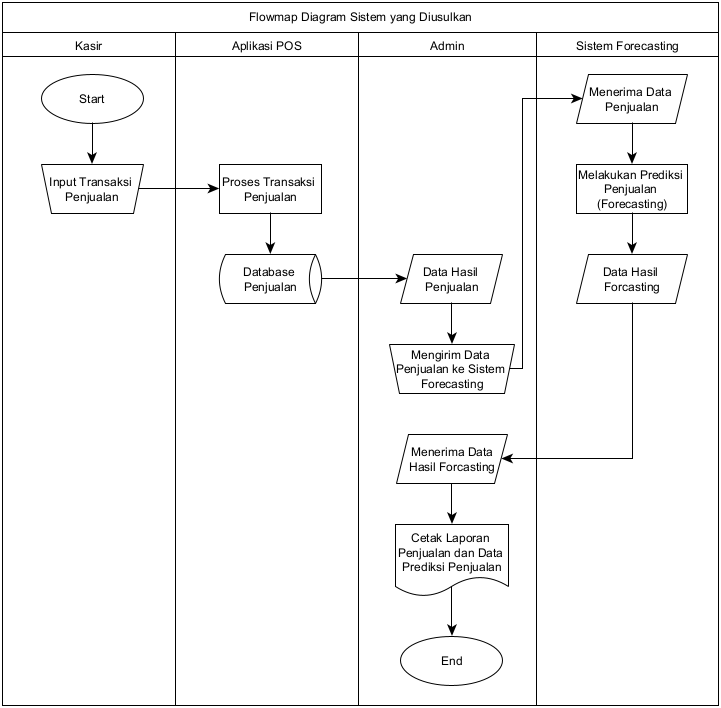 Flowmap Diagram Sistem yang Diusulkan
Kasir
Aplikasi POS
Admin
Sistem Forecasting
Start
Input Transaksi
Penjualan
Proses Transaksi
Penjualan
Database
Penjualan
Data Hasil
Penjualan
Mengirim Data
Penjualan ke Sistem
Forecasting
Menerima Data
Penjualan
Melakukan Prediksi
Penjualan
(Forecasting)
Data Hasil
Forcasting
Menerima Data
Hasil Forcasting
Cetak Laporan
Penjualan dan Data
Prediksi Penjualan
End